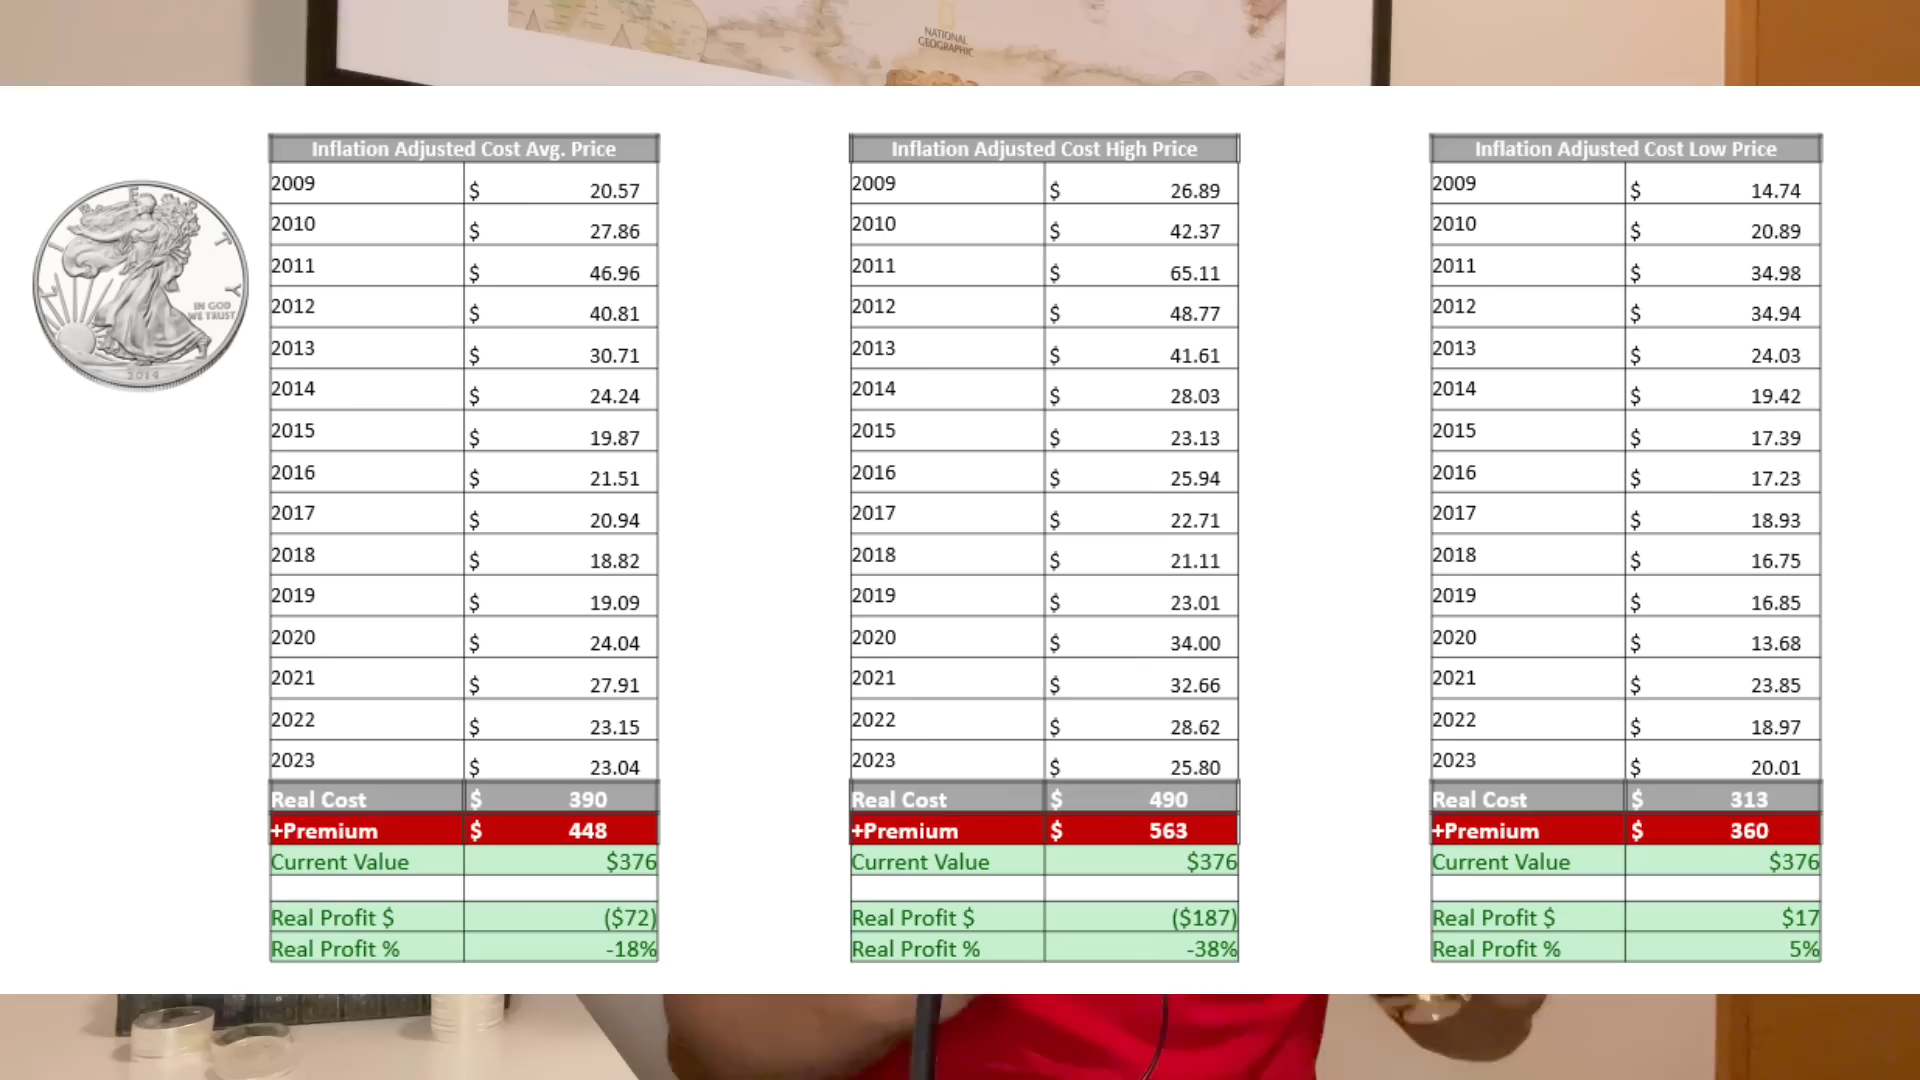 NATIONAL
GEOGRAPHIC
LIBERTY
IN GOD
WE TRUST
2014
Inflation Adjusted Cost Avg. Price
2009 $ 20.57
2010 $ 27.86
2011 $ 46.96
2012 $ 40.81
2013 $ 30.71
2014 $ 24.24
2015 $ 19.87
2016 $ 21.51
2017 $ 20.94
2018 $ 18.82
2019 $ 19.09
2020 $ 24.04
2021 $ 27.91
2022 $ 23.15
2023 $ 23.04
Real Cost $ 390
+Premium $ 448
Current Value $376
Real Profit $ ($72)
Real Profit % -18%
Inflation Adjusted Cost High Price
2009 $ 26.89
2010 $ 42.37
2011 $ 65.11
2012 $ 48.77
2013 $ 41.61
2014 $ 28.03
2015 $ 23.13
2016 $ 25.94
2017 $ 22.71
2018 $ 21.11
2019 $ 23.01
2020 $ 34.00
2021 $ 32.66
2022 $ 28.62
2023 $ 25.80
Real Cost $ 490
+Premium $ 563
Current Value $376
Real Profit $ ($187)
Real Profit % -38%
Inflation Adjusted Cost Low Price
2009 $ 14.74
2010 $ 20.89
2011 $ 34.98
2012 $ 34.94
2013 $ 24.03
2014 $ 19.42
2015 $ 17.39
2016 $ 17.23
2017 $ 18.93
2018 $ 16.75
2019 $ 16.85
2020 $ 13.68
2021 $ 23.85
2022 $ 18.97
2023 $ 20.01
Real Cost $ 313
+Premium $ 360
Current Value $376
Real Profit $ $17
Real Profit % 5%